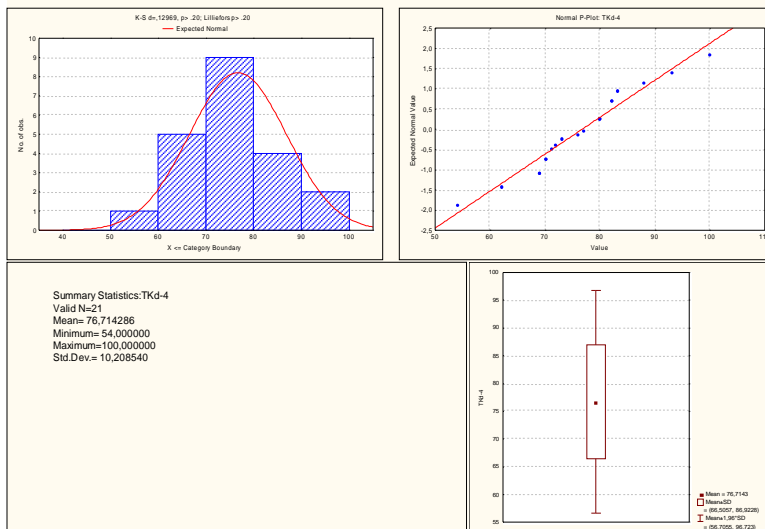 K-S d=,12969, p> .20; Lilliefors p> .20
Expected Normal
10
9
8
7
6
5
4
3
2
1
0
No. of obs.
40 50 60 70 80 90 100
X <= Category Boundary
Normal P-Plot: TKd-4
2,5
2,0
1,5
1,0
0,5
0,0
-0,5
-1,0
-1,5
-2,0
-2,5
Expected Normal Value
50 60 70 80 90 100 110
Value
Summary Statistics:TKd-4
Valid N=21
Mean= 76,714286
Minimum= 54,000000
Maximum=100,000000
Std.Dev.= 10,208540
100
95
90
85
80
75
70
65
60
55
TKd-4
Mean = 76,7143
Mean±SD
= (66,5057, 86,9228)
Mean±1,96*SD
= (56,7055, 96,723)